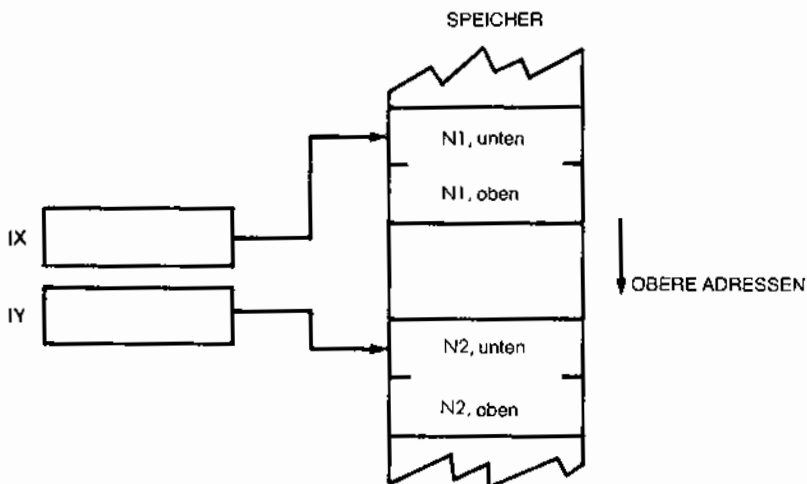 SPEICHER
N1, unten
N1, oben
IX
OBERE ADRESSEN
IY
N2, unten
N2, oben